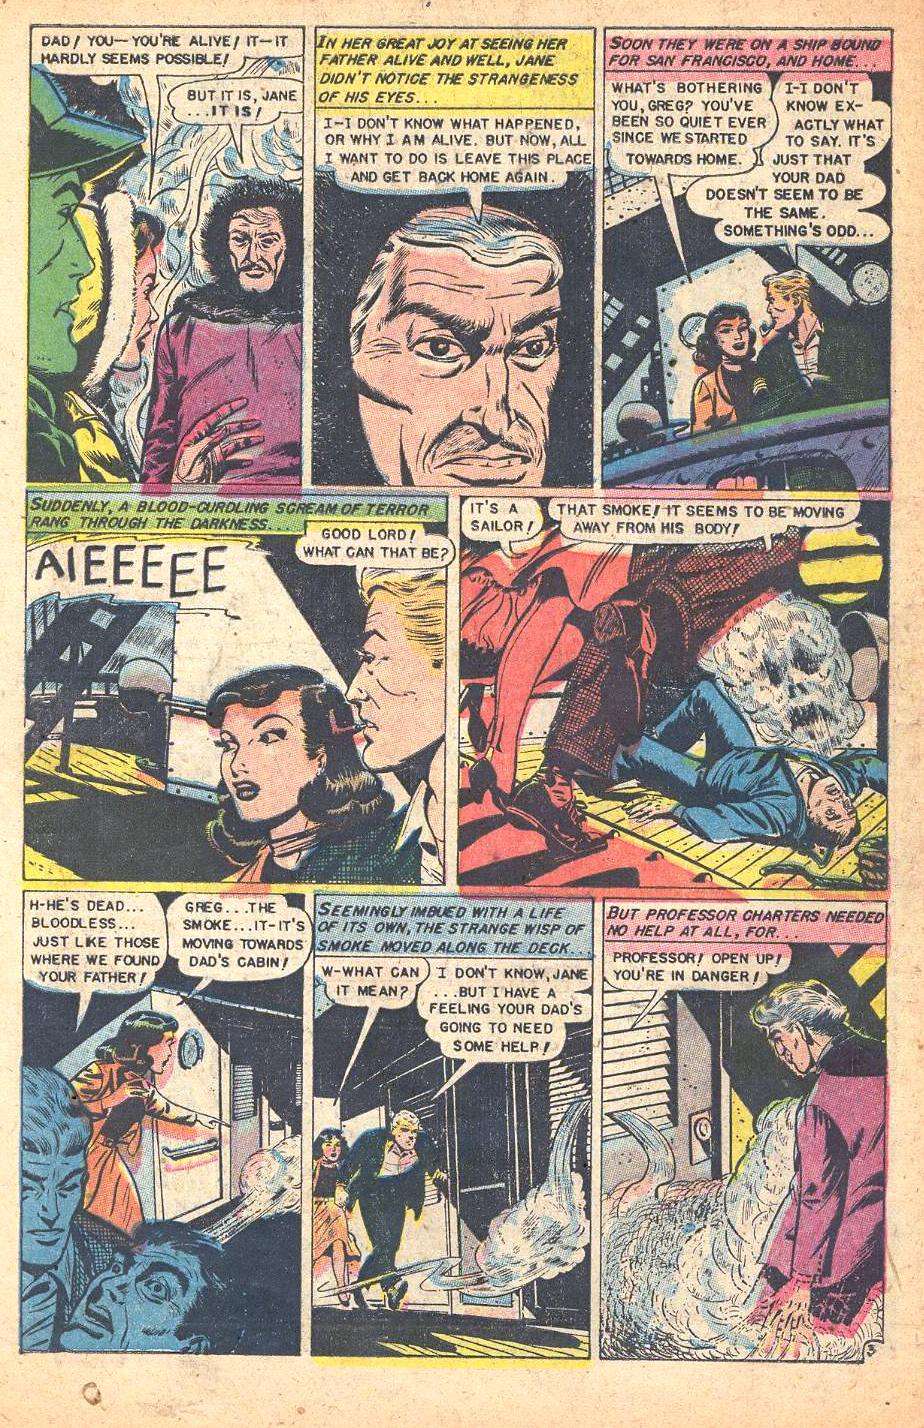 DAD! YOU—YOU'RE ALIVE! IT—IT
HARDLY SEEMS POSSIBLE!
BUT IT IS, JANE
...IT IS!
IN HER GREAT JOY AT SEEING HER
FATHER ALIVE AND WELL, JANE
DIDN'T NOTICE THE STRANGENESS
OF HIS EYES...
I-I DON'T KNOW WHAT HAPPENED,
OR WHY I AM ALIVE. BUT NOW, ALL
I WANT TO DO IS LEAVE THIS PLACE
AND GET BACK HOME AGAIN.
SOON THEY WERE ON A SHIP BOUND
FOR SAN FRANCISCO, AND HOME...
WHAT'S BOTHERING
YOU, GREG? YOU'VE
BEEN SO QUIET EVER
SINCE WE STARTED
TOWARDS HOME.
I-I DON'T
KNOW EX-
ACTLY WHAT
TO SAY. IT'S
JUST THAT
YOUR DAD
DOESN'T SEEM TO BE
THE SAME.
SOMETHING'S ODD...
SUDDENLY, A BLOOD-CURDLING SCREAM OF TERROR
RANG THROUGH THE DARKNESS...
AIEEEEE
GOOD LORD!
WHAT CAN THAT BE?
IT'S A
SAILOR!
THAT SMOKE! IT SEEMS TO BE MOVING
AWAY FROM HIS BODY!
H-HE'S DEAD...
BLOODLESS...
JUST LIKE THOSE
WHERE WE FOUND
YOUR FATHER!
GREG...THE
SMOKE...IT-IT'S
MOVING TOWARDS
DAD'S CABIN!
SEEMINGLY IMBUED WITH A LIFE
OF ITS OWN, THE STRANGE WISP OF
SMOKE MOVED ALONG THE DECK...
W-WHAT CAN
IT MEAN?
I DON'T KNOW, JANE
...BUT I HAVE A
FEELING YOUR DAD'S
GOING TO NEED
SOME HELP!
BUT PROFESSOR CHARTERS NEEDED
NO HELP AT ALL, FOR...
PROFESSOR! OPEN UP!
YOU'RE IN DANGER!
3